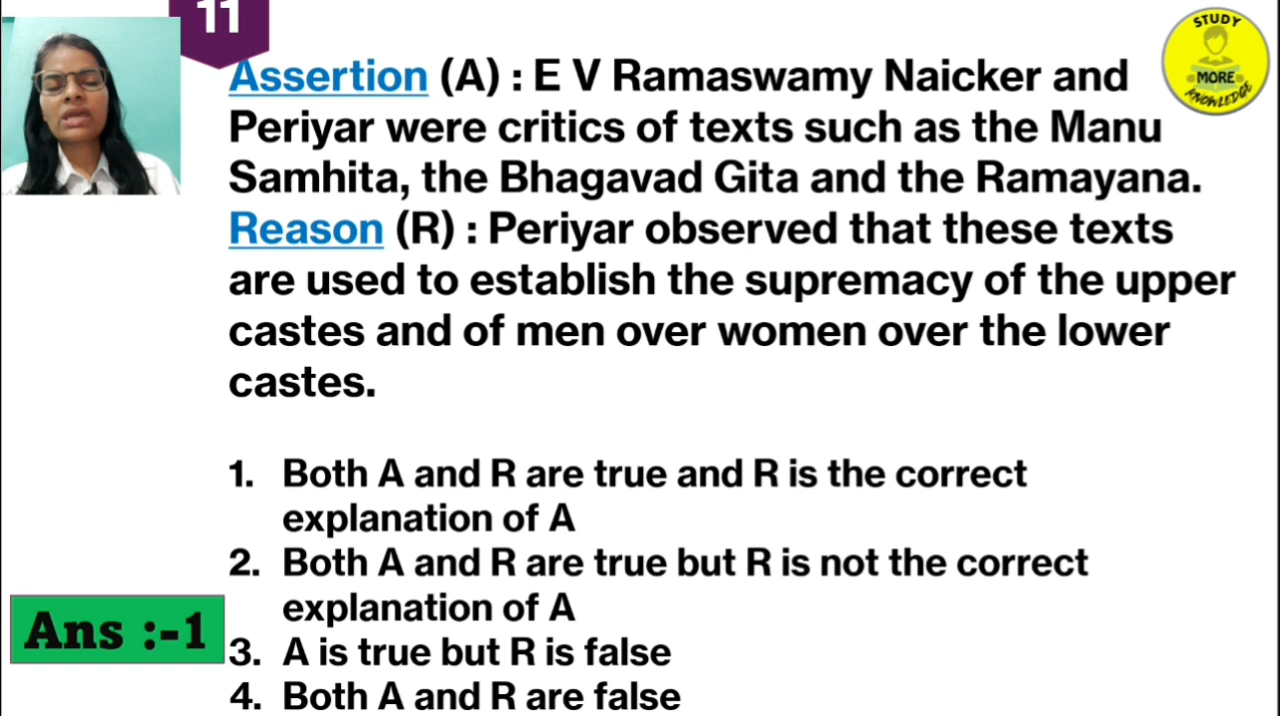 11
STUDY
MORE
KNOWLEDGE
Assertion (A) : E V Ramaswamy Naicker and
Periyar were critics of texts such as the Manu
Samhita, the Bhagavad Gita and the Ramayana.
Reason (R) : Periyar observed that these texts
are used to establish the supremacy of the upper
castes and of men over women over the lower
castes.
1. Both A and R are true and R is the correct
explanation of A
2. Both A and R are true but R is not the correct
explanation of A
Ans :-1
3. A is true but R is false
4. Both A and R are false